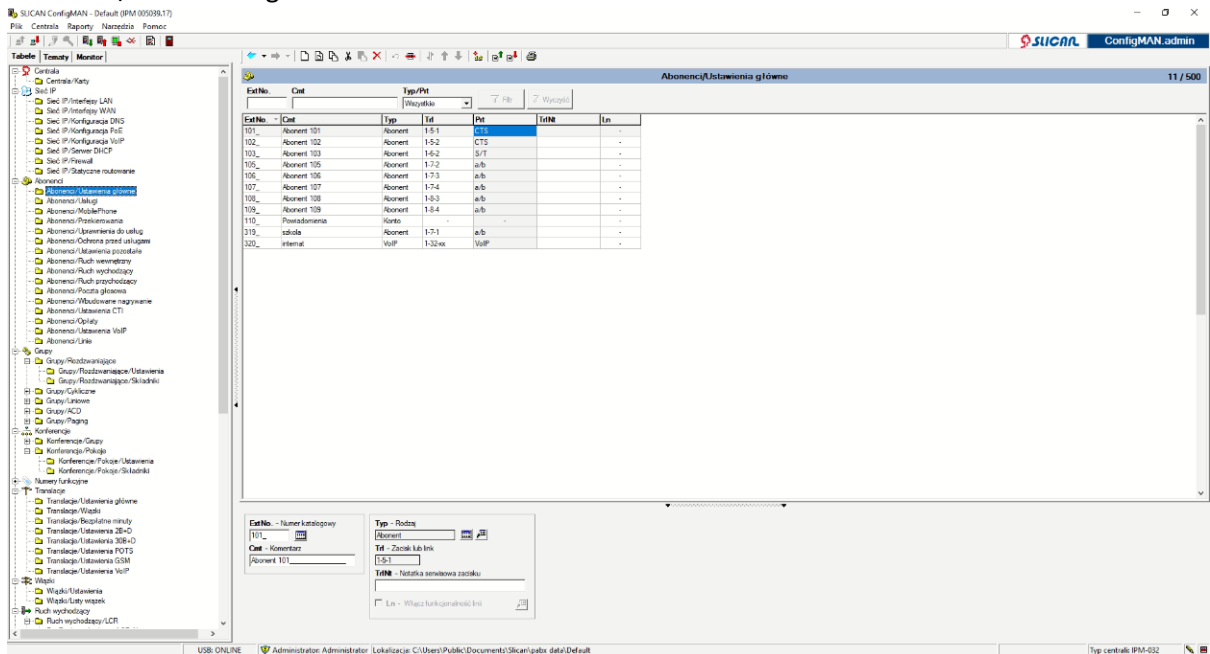 SLICAN ConfigMAN - Default (IPM 005039.17)
Plik Centrala Raporty Narzędzia Pomoc
SLICAN ConfigMAN.admin
Tabele Tematy Monitor
Abonenci/Ustawienia główne 11 / 500
ExtNo. Cmt Typ/Prt
Wszystkie Filtr Wyczyść
ExtNo. Cmt Typ Trl Prt TrlNt Ln
101_ Abonent 101 Abonent 1-5-1 CTS -
102_ Abonent 102 Abonent 1-5-2 CTS -
103_ Abonent 103 Abonent 1-6-2 S/T -
105_ Abonent 105 Abonent 1-7-2 a/b -
106_ Abonent 106 Abonent 1-7-3 a/b -
107_ Abonent 107 Abonent 1-7-4 a/b -
108_ Abonent 108 Abonent 1-8-3 a/b -
109_ Abonent 109 Abonent 1-8-4 a/b -
110_ Powiadomienia Konto - - -
319_ szkola Abonent 1-7-1 a/b -
320_ internat VoIP 1-32-xx VoIP -
Centrala
Centrala/Karty
Sieć IP
Sieć IP/Interfejsy LAN
Sieć IP/Interfejsy WAN
Sieć IP/Konfiguracja DNS
Sieć IP/Konfiguracja PoE
Sieć IP/Konfiguracja VoIP
Sieć IP/Serwer DHCP
Sieć IP/Firewall
Sieć IP/Statyczne routowanie
Abonenci
Abonenci/Ustawienia główne
Abonenci/Usługi
Abonenci/MobilePhone
Abonenci/Przekierowania
Abonenci/Uprawnienia do usług
Abonenci/Ochrona przed usługami
Abonenci/Ustawienia pozostałe
Abonenci/Ruch wewnętrzny
Abonenci/Ruch wychodzący
Abonenci/Ruch przychodzący
Abonenci/Poczta głosowa
Abonenci/Wbudowane nagrywanie
Abonenci/Ustawienia CTI
Abonenci/Opłaty
Abonenci/Ustawienia VoIP
Abonenci/Linie
Grupy
Grupy/Rozdzwaniające
Grupy/Rozdzwaniające/Ustawienia
Grupy/Rozdzwaniające/Składniki
Grupy/Cykliczne
Grupy/Liniowe
Grupy/ACD
Grupy/Paging
Konferencje
Konferencje/Grupy
Konferencje/Pokoje
Konferencje/Pokoje/Ustawienia
Konferencje/Pokoje/Składniki
Numery funkcyjne
Translacje
Translacje/Ustawienia główne
Translacje/Wiązki
Translacje/Bezpłatne minuty
Translacje/Ustawienia 2B+D
Translacje/Ustawienia 30B+D
Translacje/Ustawienia POTS
Translacje/Ustawienia GSM
Translacje/Ustawienia VoIP
Wiązki
Wiązki/Ustawienia
Wiązki/Listy wiązek
Ruch wychodzący
Ruch wychodzący/LCR
ExtNo. - Numer katalogowy
101_
Cmt - Komentarz
Abonent 101
Typ - Rodzaj
Abonent
Trl - Zacisk lub link
1-5-1
TrlNt - Notatka serwisowa zacisku
Ln - Włącz funkcjonalność linii
USB: ONLINE Administrator: Administrator Lokalizacja: C:\Users\Public\Documents\Slican\pabx data\Default Typ centrali: IPM-032